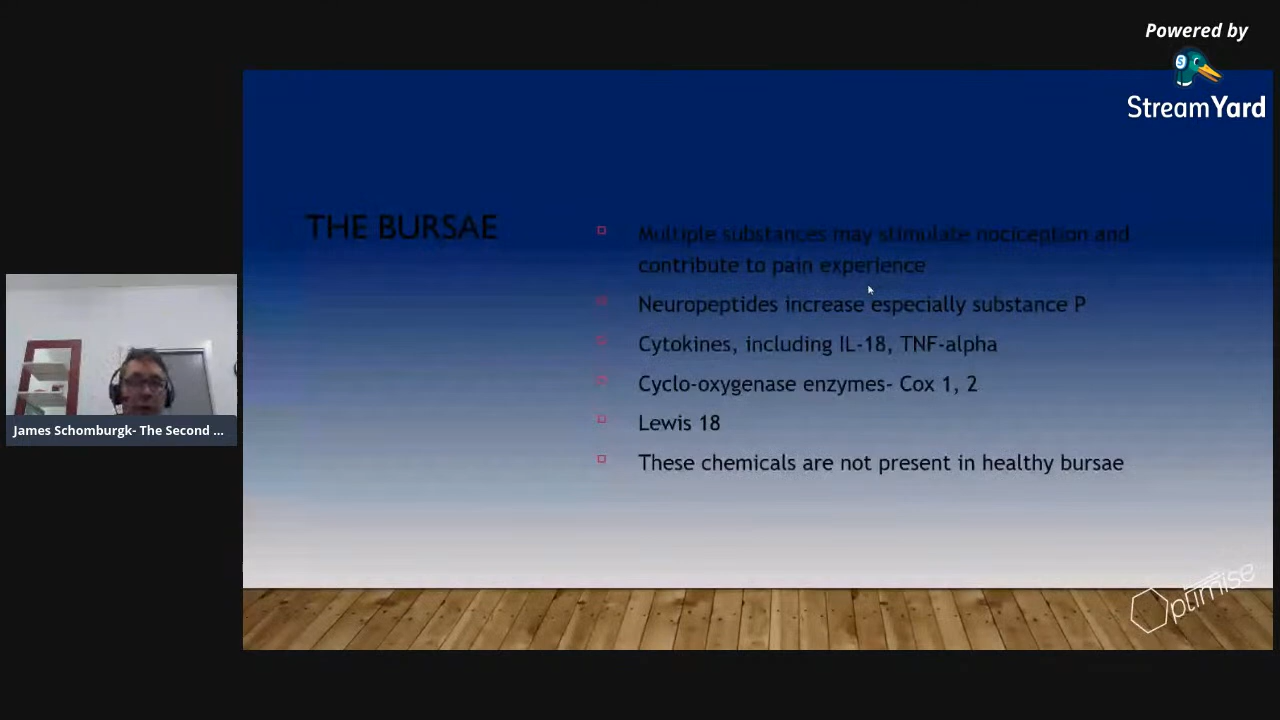 Powered by
StreamYard
THE BURSAE
Multiple substances may stimulate nociception and
contribute to pain experience
Neuropeptides increase especially substance P
Cytokines, including IL-18, TNF-alpha
Cyclo-oxygenase enzymes- Cox 1, 2
Lewis 18
These chemicals are not present in healthy bursae
James Schomburgk- The Second ...
Optimise